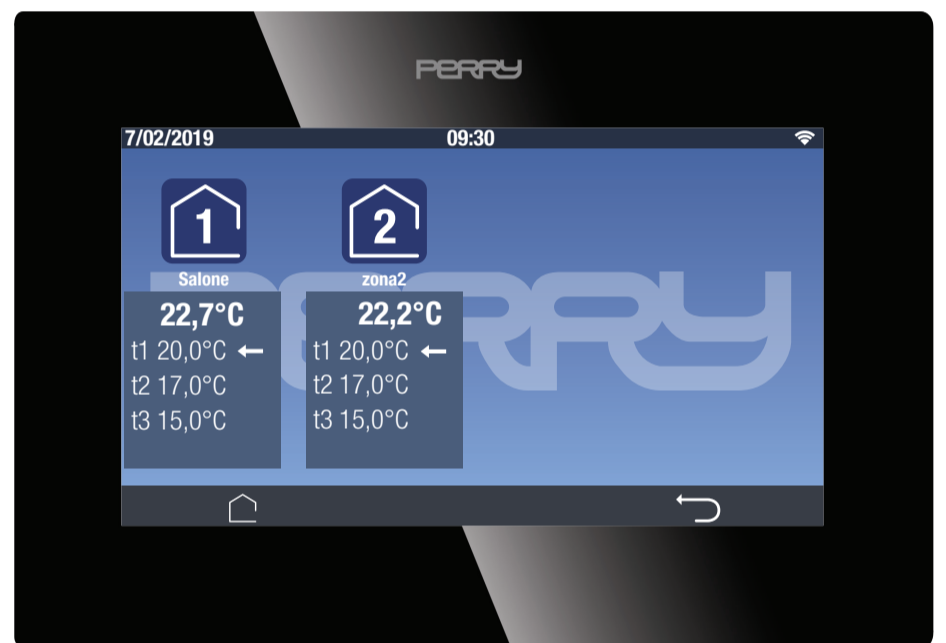 PERRY
7/02/2019 09:30
1 2
Salone zona2
PERRY
22,7°C 22,2°C
t1 20,0°C ← t1 20,0°C ←
t2 17,0°C t2 17,0°C
t3 15,0°C t3 15,0°C